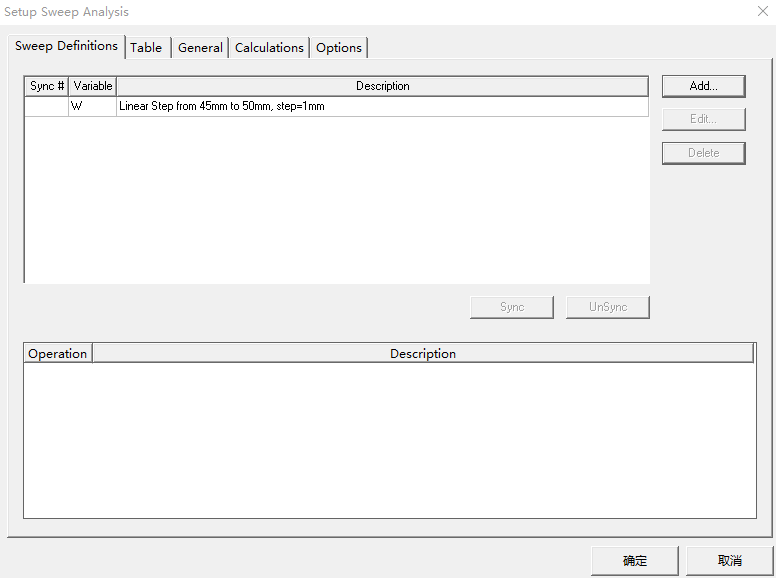 Setup Sweep Analysis
Sweep Definitions Table General Calculations Options
Sync # Variable Description
W Linear Step from 45mm to 50mm, step=1mm
Add...
Edit...
Delete
Sync UnSync
Operation Description
确定 取消